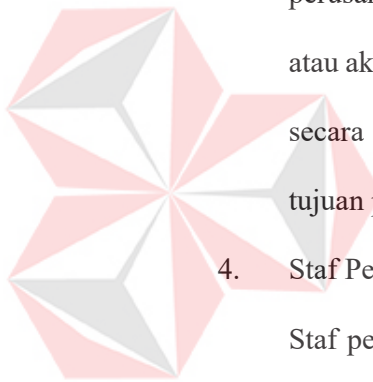 atau ak
secara
tujuan p
4. Staf Pe
Staf pe